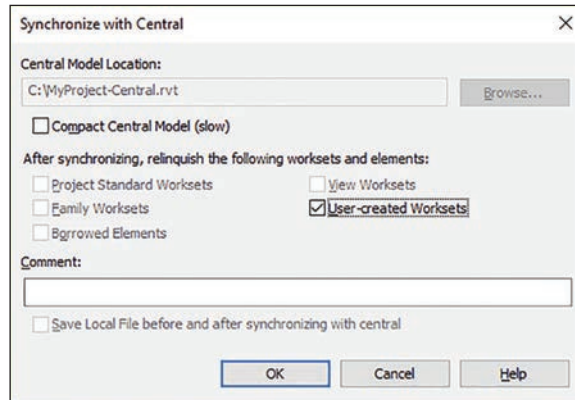 Synchronize with Central
Central Model Location:
C:\MyProject-Central.rvt
Browse...
Compact Central Model (slow)
After synchronizing, relinquish the following worksets and elements:
Project Standard Worksets
View Worksets
Family Worksets
User-created Worksets
Borrowed Elements
Comment:
Save Local File before and after synchronizing with central
OK Cancel Help